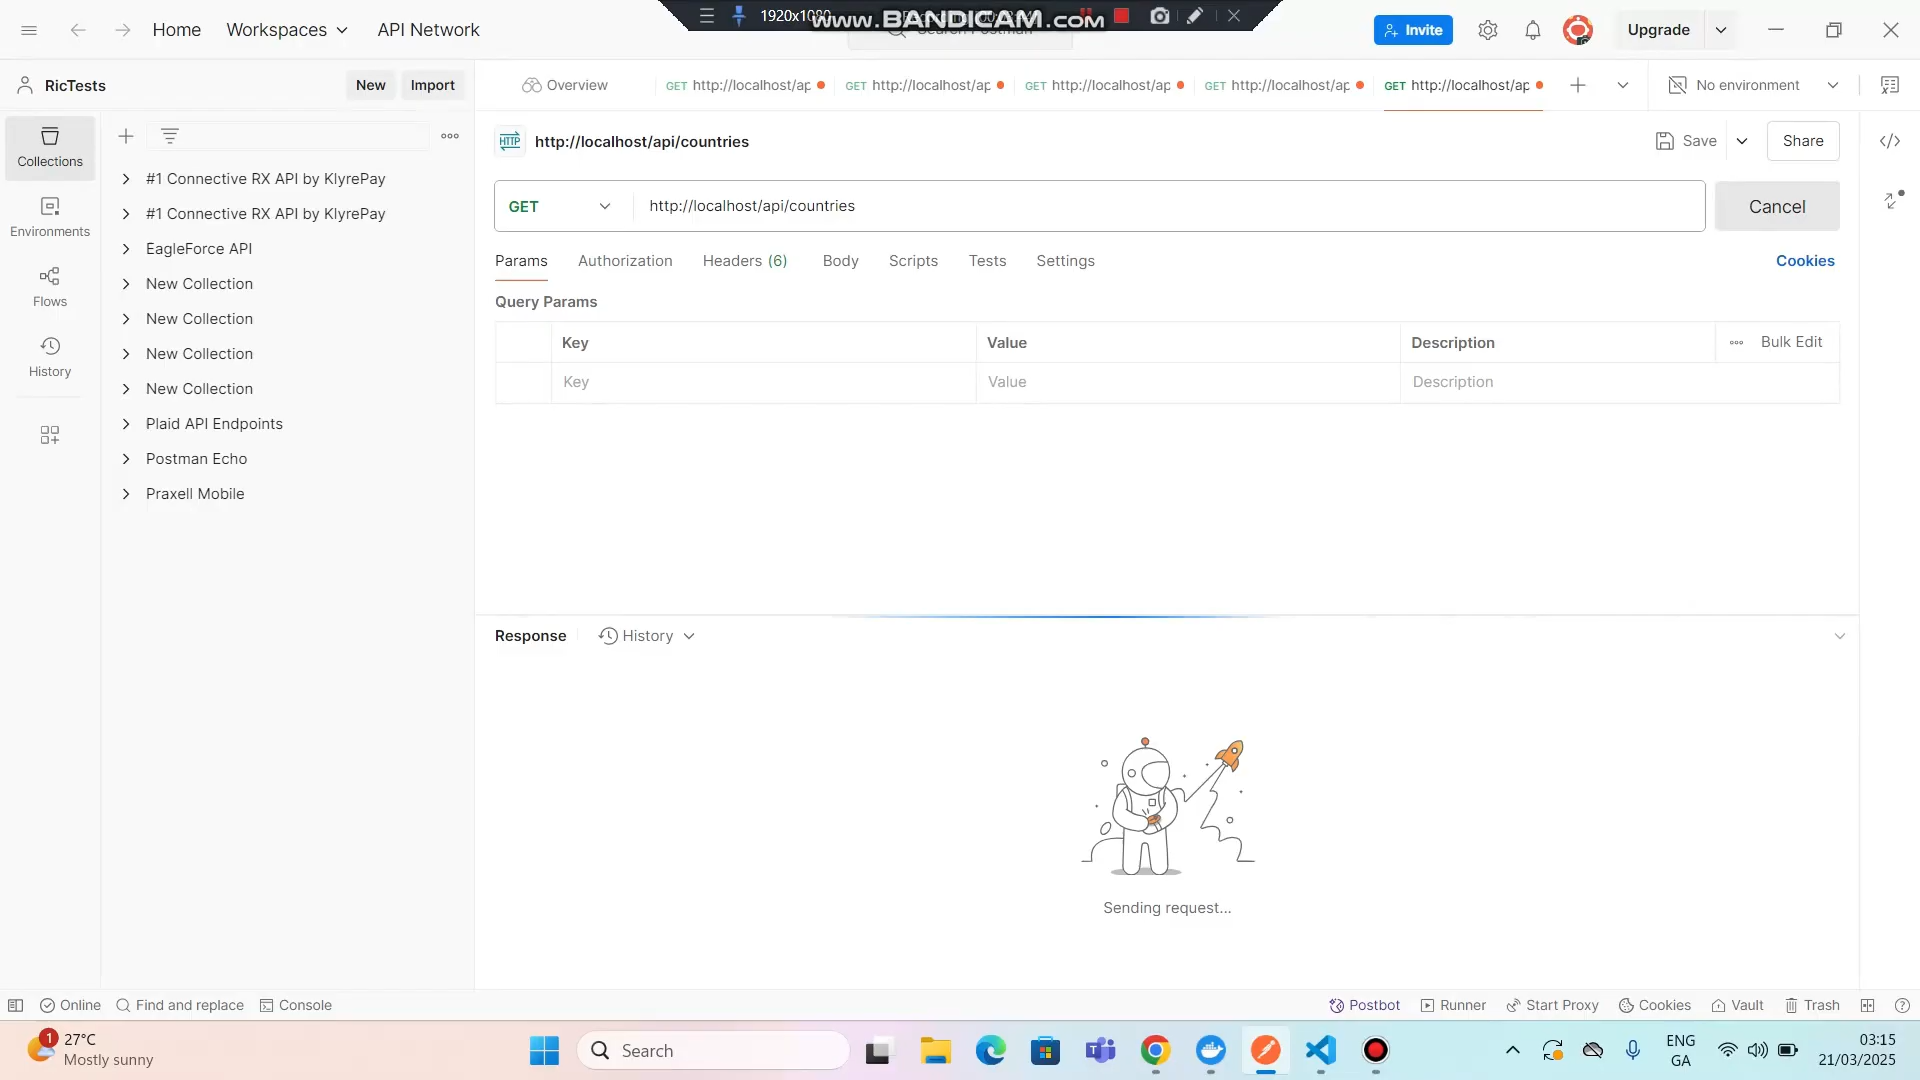 1920x1080
www.BANDICAM.com
Home
Workspaces
API Network
Search Postman
Invite
Upgrade
RicTests
New
Import
Overview
GET http://localhost/ap
GET http://localhost/ap
GET http://localhost/ap
GET http://localhost/ap
GET http://localhost/ap
No environment
Collections
Environments
Flows
History
#1 Connective RX API by KlyrePay
#1 Connective RX API by KlyrePay
EagleForce API
New Collection
New Collection
New Collection
New Collection
Plaid API Endpoints
Postman Echo
Praxell Mobile
HTTP
http://localhost/api/countries
Save
Share
GET
http://localhost/api/countries
Cancel
Params
Authorization
Headers (6)
Body
Scripts
Tests
Settings
Cookies
Query Params
Key
Value
Description
Bulk Edit
Key
Value
Description
Response
History
Sending request...
Online
Find and replace
Console
Postbot
Runner
Start Proxy
Cookies
Vault
Trash
1
27°C
Mostly sunny
Search
ENG
GA
03:15
21/03/2025